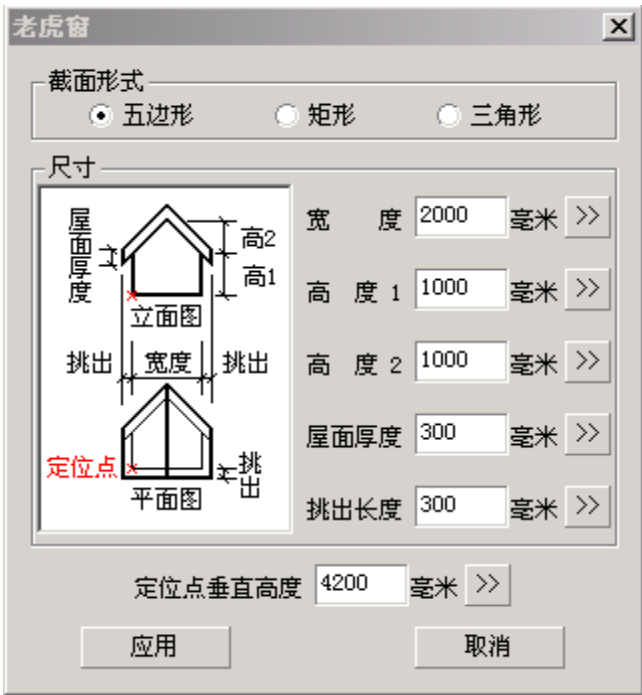 老虎窗
截面形式
五边形 矩形 三角形
尺寸
屋面厚度
高2
高1
立面图
挑出 宽度 挑出
定位点
挑出
平面图
宽 度 2000 毫米 >>
高 度 1 1000 毫米 >>
高 度 2 1000 毫米 >>
屋面厚度 300 毫米 >>
挑出长度 300 毫米 >>
定位点垂直高度 4200 毫米 >>
应用 取消